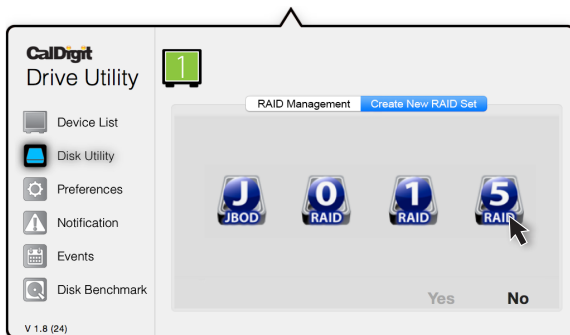 CalDigit
Drive Utility
1
Device List
Disk Utility
Preferences
Notification
Events
Disk Benchmark
V 1.8 (24)
RAID Management
Create New RAID Set
J
JBOD
0
RAID
1
RAID
5
RAID
Yes
No